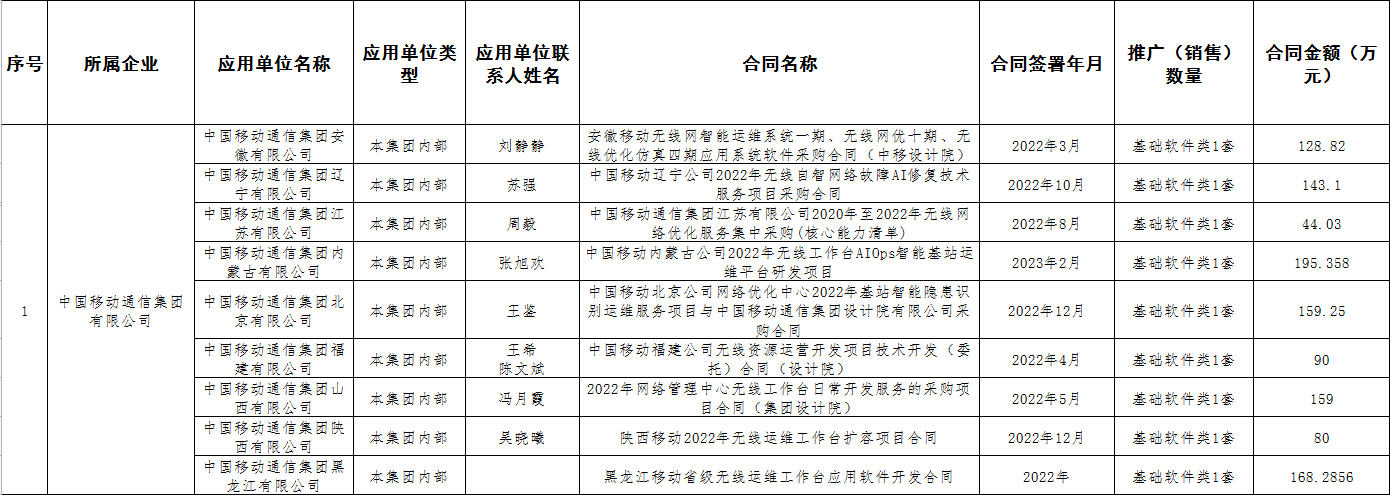 序号
所属企业
应用单位名称
应用单位类
型
应用单位联
系人姓名
合同名称
合同签署年月
推广（销售）
数量
合同金额（万
元）
1
中国移动通信集团
有限公司
中国移动通信集团安
徽有限公司
本集团内部
刘静静
安徽移动无线网智能运维系统一期、无线网优十期、无
线优化仿真四期应用系统软件采购合同（中移设计院）
2022年3月
基础软件类1套
128.82
中国移动通信集团辽
宁有限公司
本集团内部
苏强
中国移动辽宁公司2022年无线自智网络故障AI修复技术
服务项目采购合同
2022年10月
基础软件类1套
143.1
中国移动通信集团江
苏有限公司
本集团内部
周毅
中国移动通信集团江苏有限公司2020年至2022年无线网
络优化服务集中采购(核心能力清单)
2022年8月
基础软件类1套
44.03
中国移动通信集团内
蒙古有限公司
本集团内部
张旭欢
中国移动内蒙古公司2022年无线工作台AIOps智能基站运
维平台研发项目
2023年2月
基础软件类1套
195.358
中国移动通信集团北
京有限公司
本集团内部
王鉴
中国移动北京公司网络优化中心2022年基站智能隐患识
别运维服务项目与中国移动通信集团设计院有限公司采
购合同
2022年12月
基础软件类1套
159.25
中国移动通信集团福
建有限公司
本集团内部
王希
陈文斌
中国移动福建公司无线资源运营开发项目技术开发（委
托）合同（设计院）
2022年4月
基础软件类1套
90
中国移动通信集团山
西有限公司
本集团内部
冯月霞
2022年网络管理中心无线工作台日常开发服务的采购项
目合同（集团设计院）
2022年5月
基础软件类1套
159
中国移动通信集团陕
西有限公司
本集团内部
吴晓曦
陕西移动2022年无线运维工作台扩容项目合同
2022年12月
基础软件类1套
80
中国移动通信集团黑
龙江有限公司
本集团内部
黑龙江移动省级无线运维工作台应用软件开发合同
2022年
基础软件类1套
168.2856